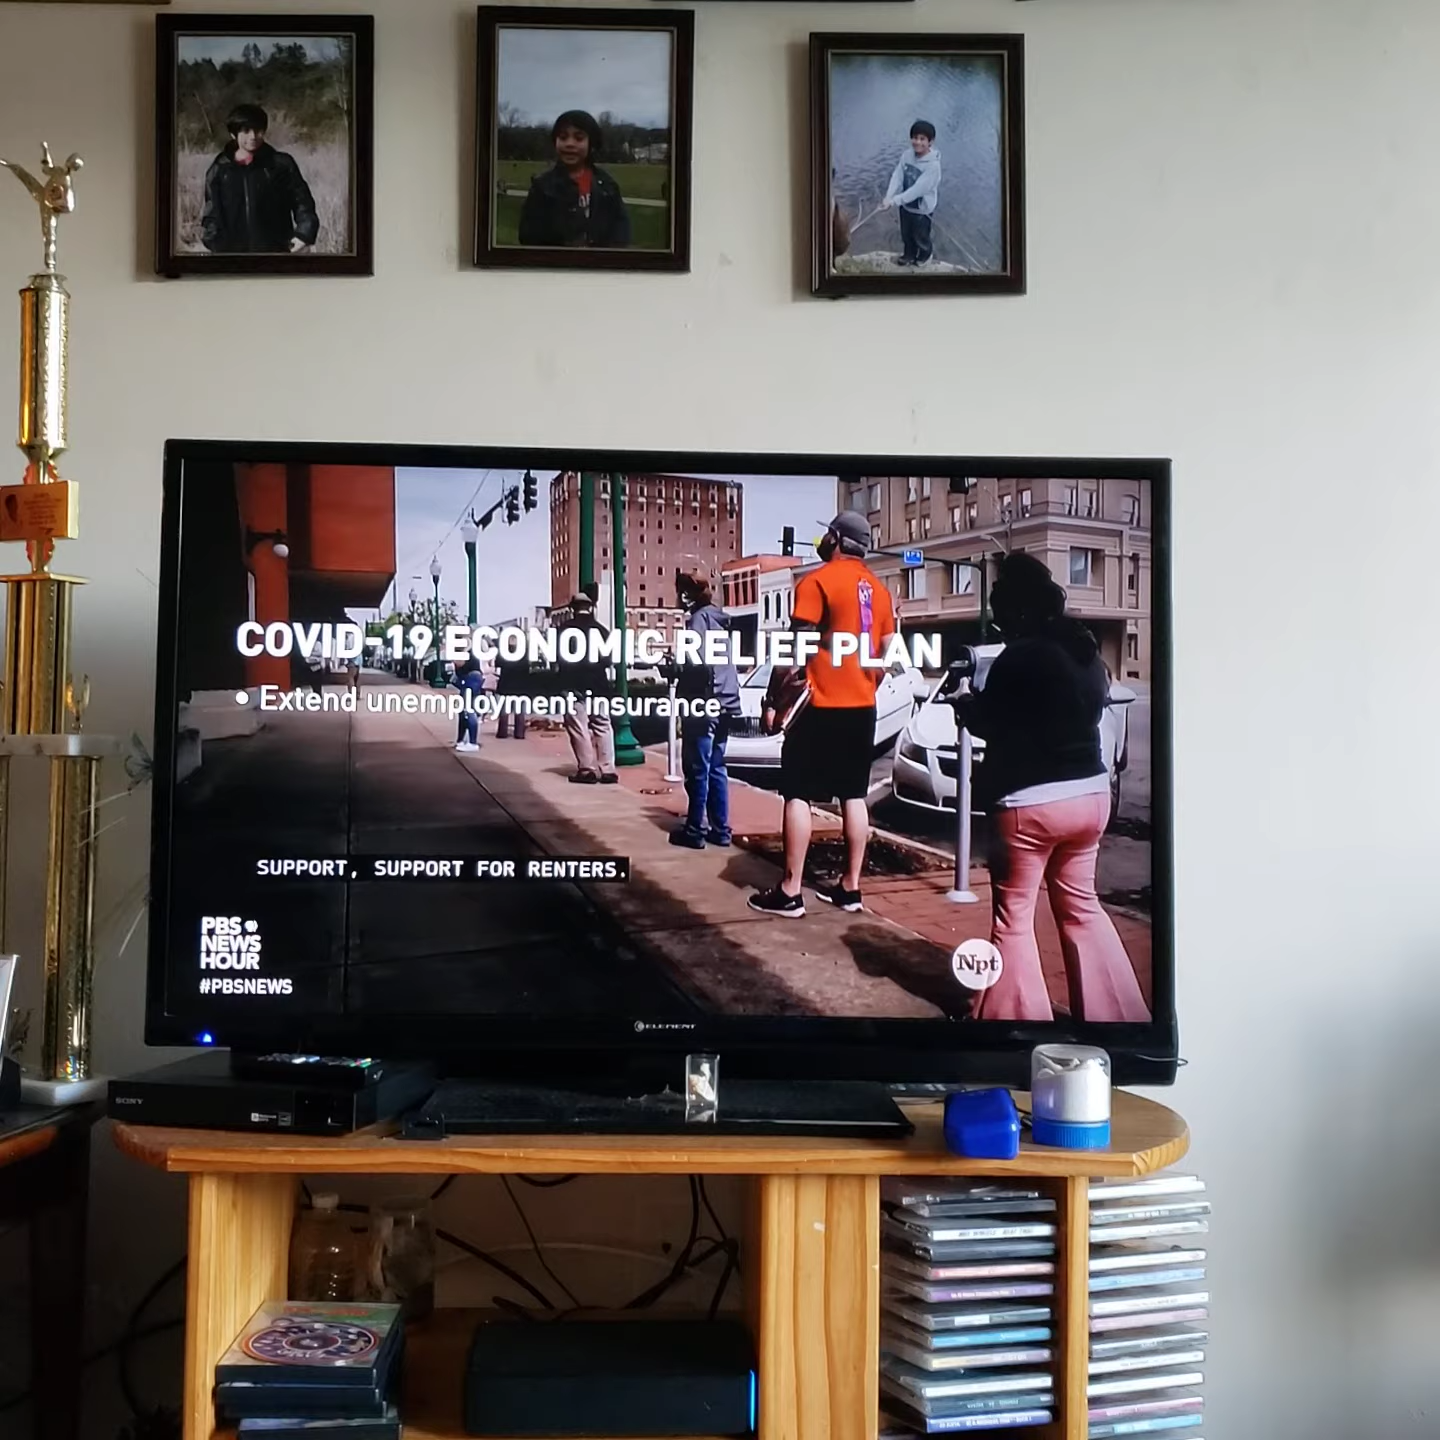 COVID-19 ECONOMIC RELIEF PLAN
• Extend unemployment insurance
SUPPORT, SUPPORT FOR RENTERS.
PBS
NEWS
HOUR
#PBSNEWS
Npt
ELEMENT
SONY